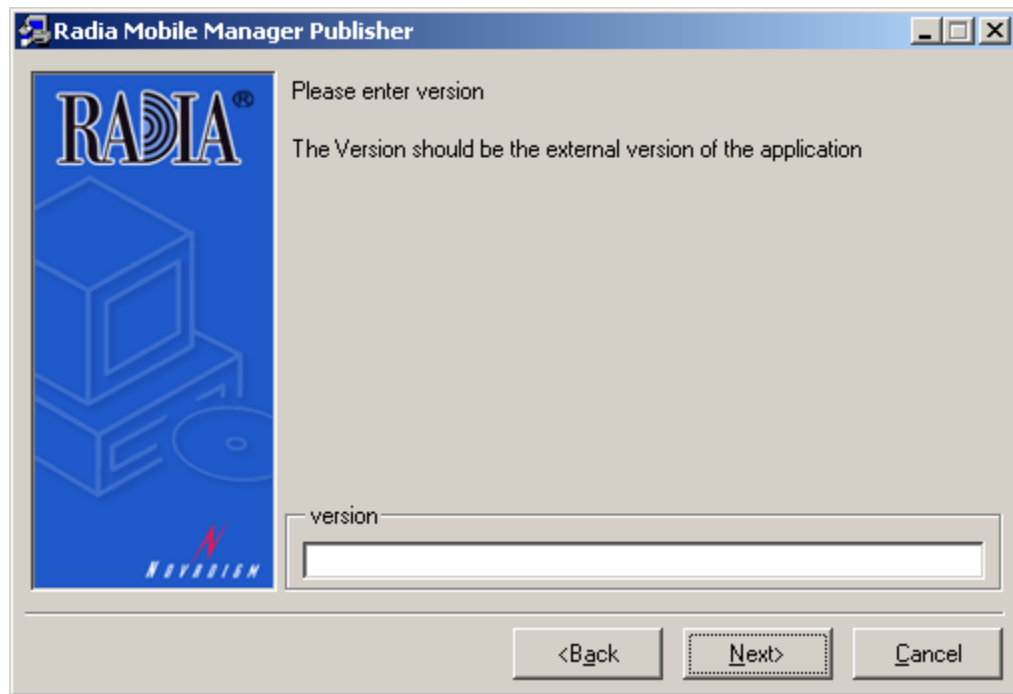 Radia Mobile Manager Publisher
RADIA®
Please enter version
The Version should be the external version of the application
version
NOVADIGM
<Back
Next>
Cancel